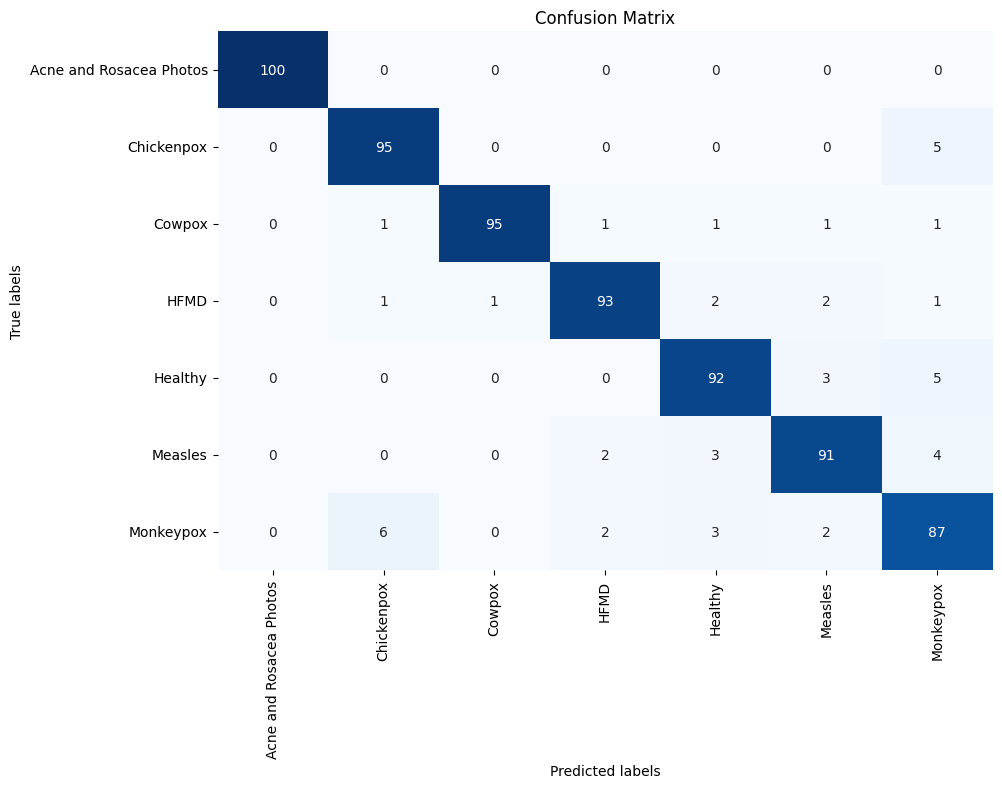 Confusion Matrix
True labels
Acne and Rosacea Photos 100 0 0 0 0 0 0
Chickenpox 0 95 0 0 0 0 5
Cowpox 0 1 95 1 1 1 1
HFMD 0 1 1 93 2 2 1
Healthy 0 0 0 0 92 3 5
Measles 0 0 0 2 3 91 4
Monkeypox 0 6 0 2 3 2 87
Acne and Rosacea Photos
Chickenpox
Cowpox
HFMD
Healthy
Measles
Monkeypox
Predicted labels